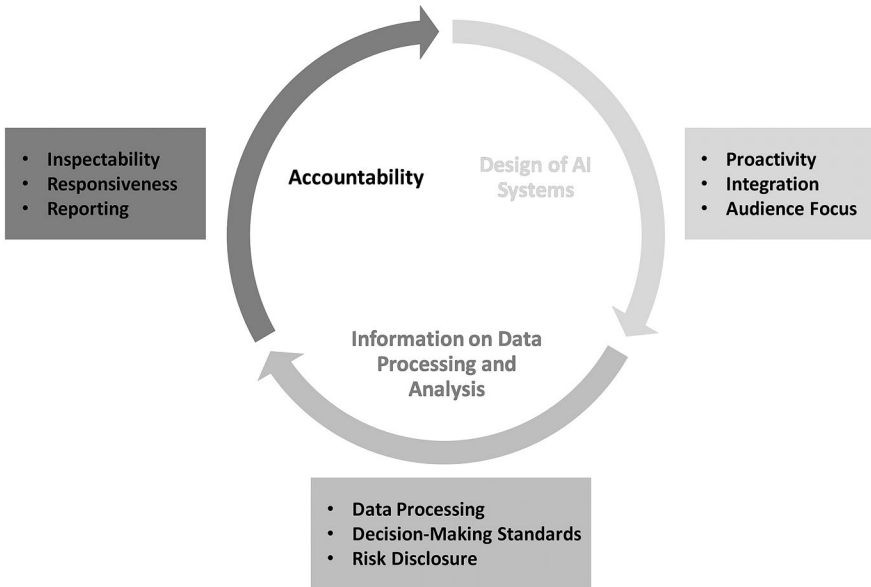 • Inspectability
• Responsiveness
• Reporting
Accountability
Design of AI
Systems
• Proactivity
• Integration
• Audience Focus
Information on Data
Processing and
Analysis
• Data Processing
• Decision-Making Standards
• Risk Disclosure